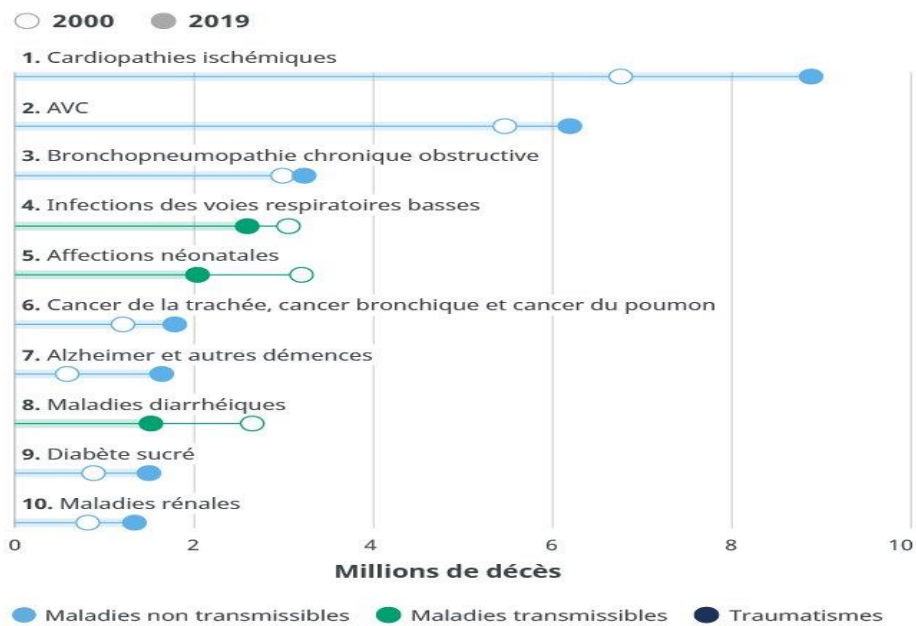 2000 2019
1. Cardiopathies ischémiques
2. AVC
3. Bronchopneumopathie chronique obstructive
4. Infections des voies respiratoires basses
5. Affections néonatales
6. Cancer de la trachée, cancer bronchique et cancer du poumon
7. Alzheimer et autres démences
8. Maladies diarrhéiques
9. Diabète sucré
10. Maladies rénales
0 2 4 6 8 10
Millions de décès
Maladies non transmissibles Maladies transmissibles Traumatismes